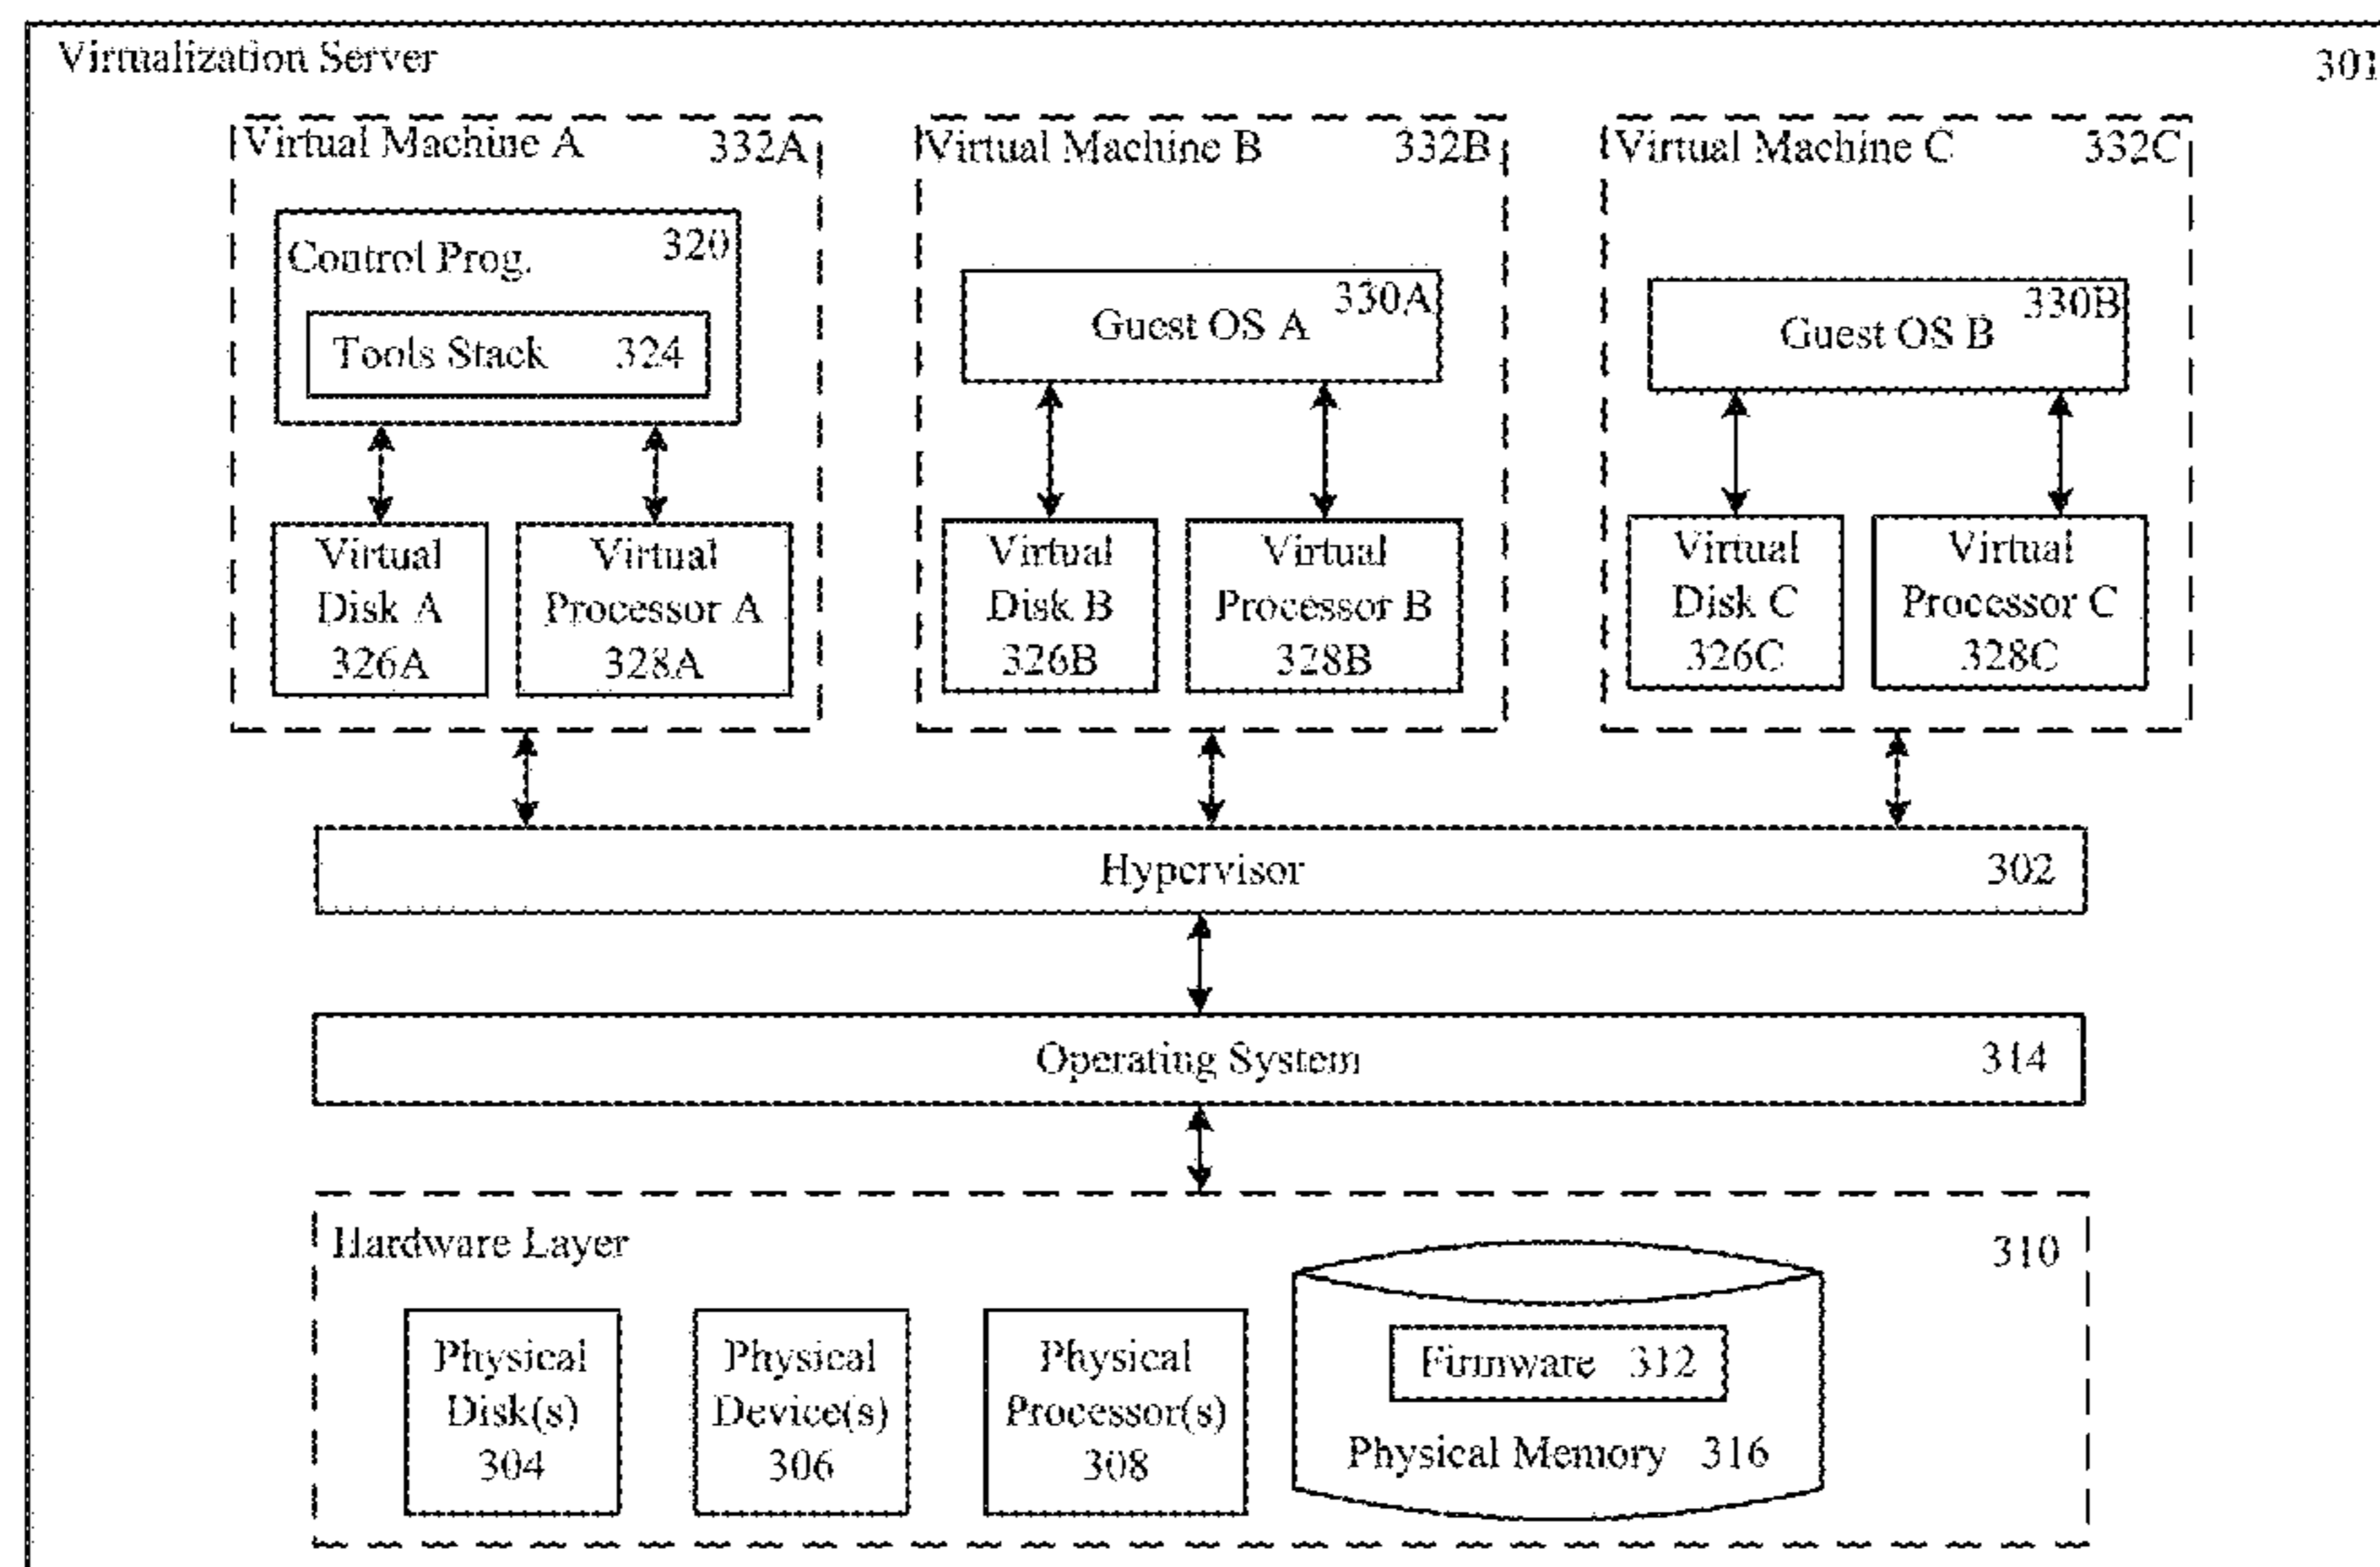 Virtualization Server 301
Virtual Machine A 332A
Control Prog. 320
Tools Stack 324
Virtual
Disk A
326A
Virtual
Processor A
328A
Virtual Machine B 332B
Guest OS A 330A
Virtual
Disk B
326B
Virtual
Processor B
328B
Virtual Machine C 332C
Guest OS B 330B
Virtual
Disk C
326C
Virtual
Processor C
328C
Hypervisor 302
Operating System 314
Hardware Layer 310
Physical
Disk(s)
304
Physical
Device(s)
306
Physical
Processor(s)
308
Firmware 312
Physical Memory 316